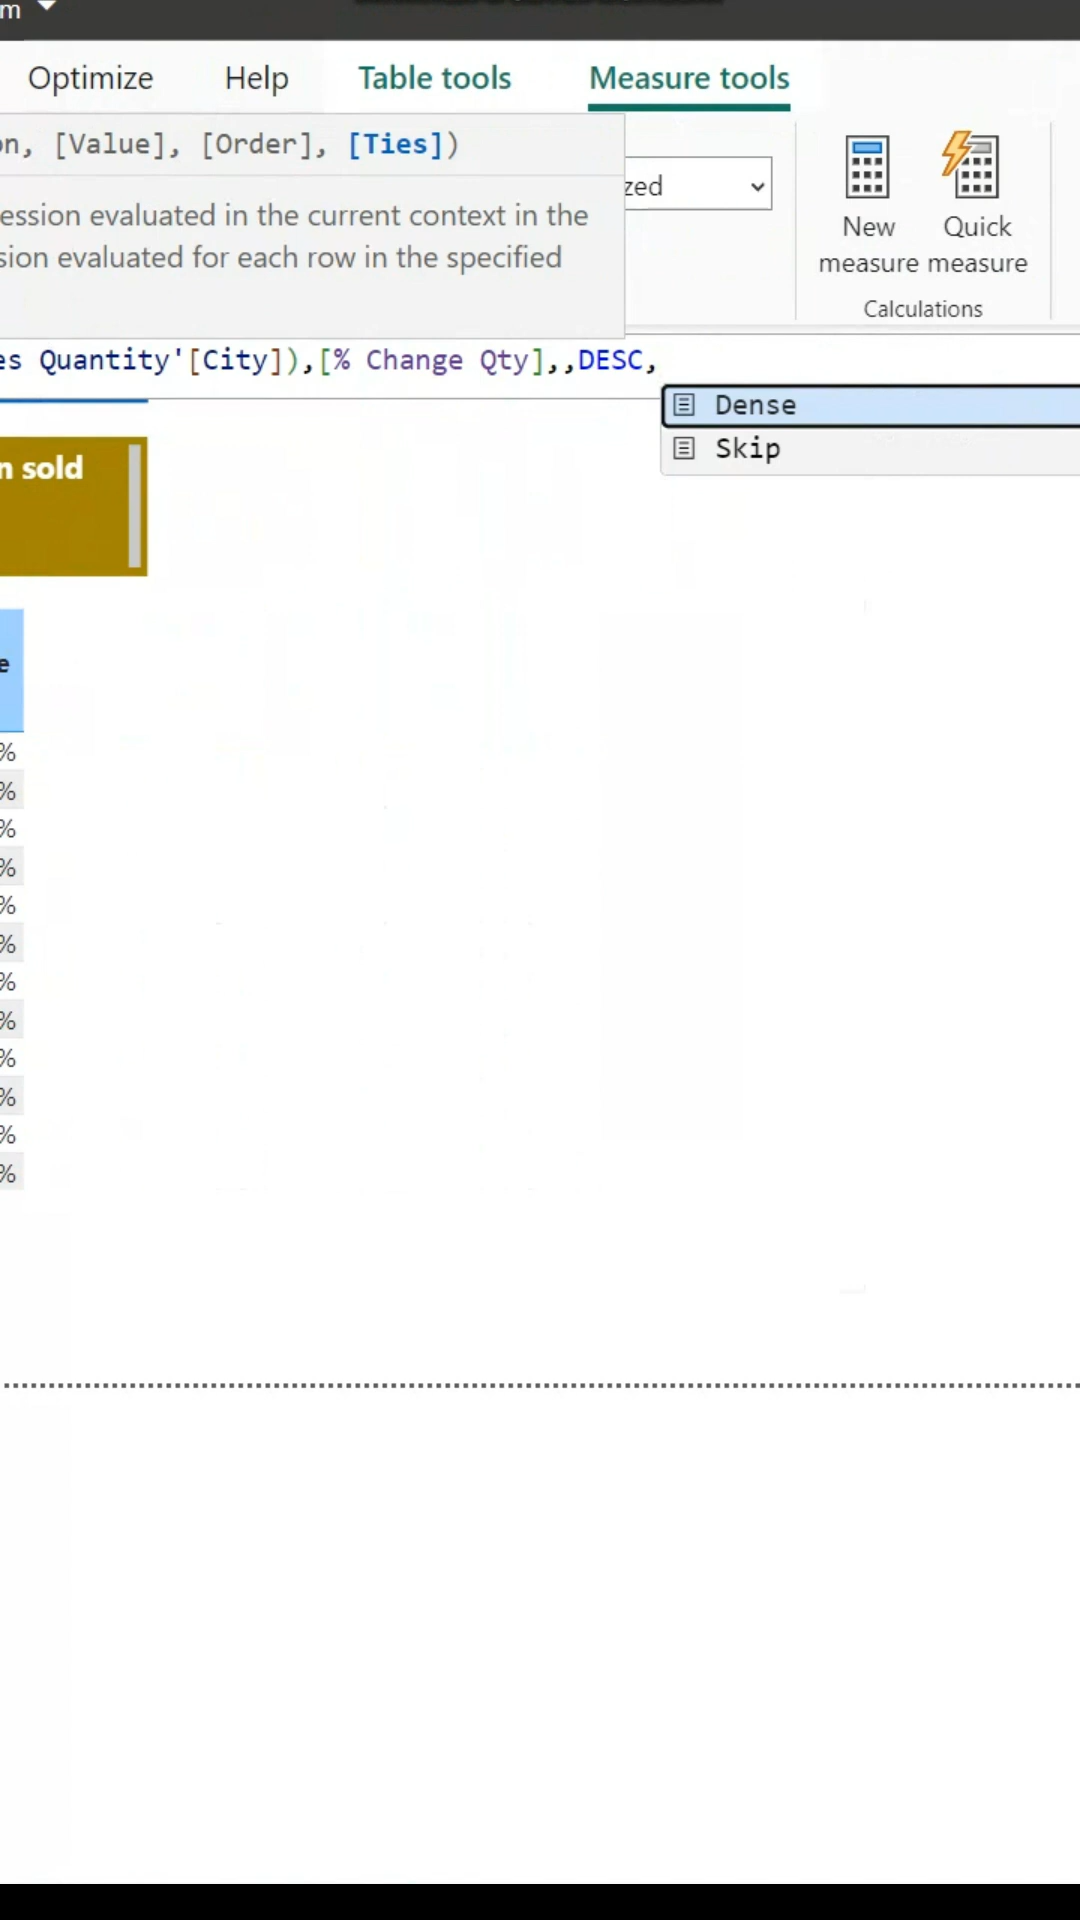 m
Optimize Help Table tools Measure tools
on, [Value], [Order], [Ties])
ession evaluated in the current context in the
sion evaluated for each row in the specified
zed
New measure
Quick measure
Calculations
es Quantity'[City]),[% Change Qty],,DESC,
Dense
Skip
n sold
e
%
%
%
%
%
%
%
%
%
%
%
%